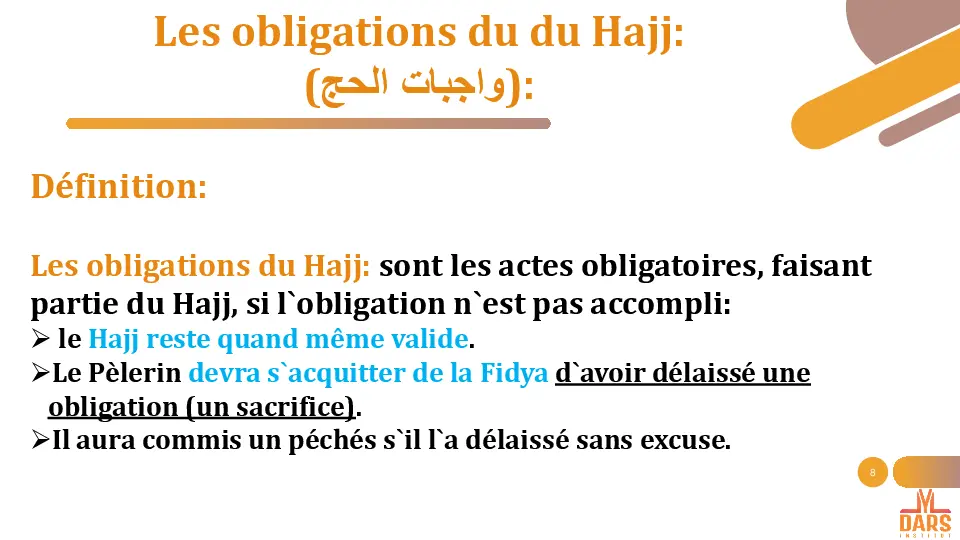 Les obligations du du Hajj:
(واجبات الحج):
Définition:
Les obligations du Hajj: sont les actes obligatoires, faisant
partie du Hajj, si l`obligation n`est pas accompli:
➢ le Hajj reste quand même valide.
➢Le Pèlerin devra s`acquitter de la Fidya d`avoir délaissé une
obligation (un sacrifice).
➢Il aura commis un péchés s`il l`a délaissé sans excuse.
8
DARS
INSTITUT